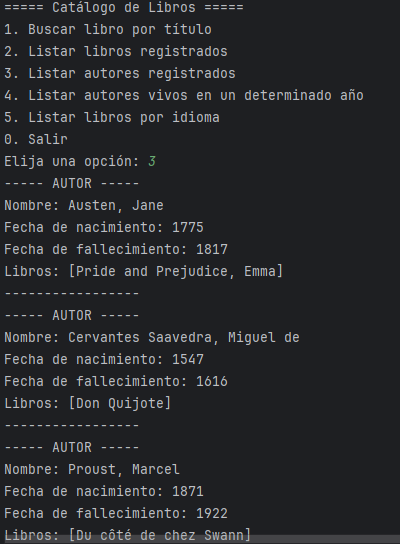 ===== Catálogo de Libros =====
1. Buscar libro por título
2. Listar libros registrados
3. Listar autores registrados
4. Listar autores vivos en un determinado año
5. Listar libros por idioma
0. Salir
Elija una opción: 3
----- AUTOR -----
Nombre: Austen, Jane
Fecha de nacimiento: 1775
Fecha de fallecimiento: 1817
Libros: [Pride and Prejudice, Emma]
-----------------
----- AUTOR -----
Nombre: Cervantes Saavedra, Miguel de
Fecha de nacimiento: 1547
Fecha de fallecimiento: 1616
Libros: [Don Quijote]
-----------------
----- AUTOR -----
Nombre: Proust, Marcel
Fecha de nacimiento: 1871
Fecha de fallecimiento: 1922
Libros: [Du côté de chez Swann]